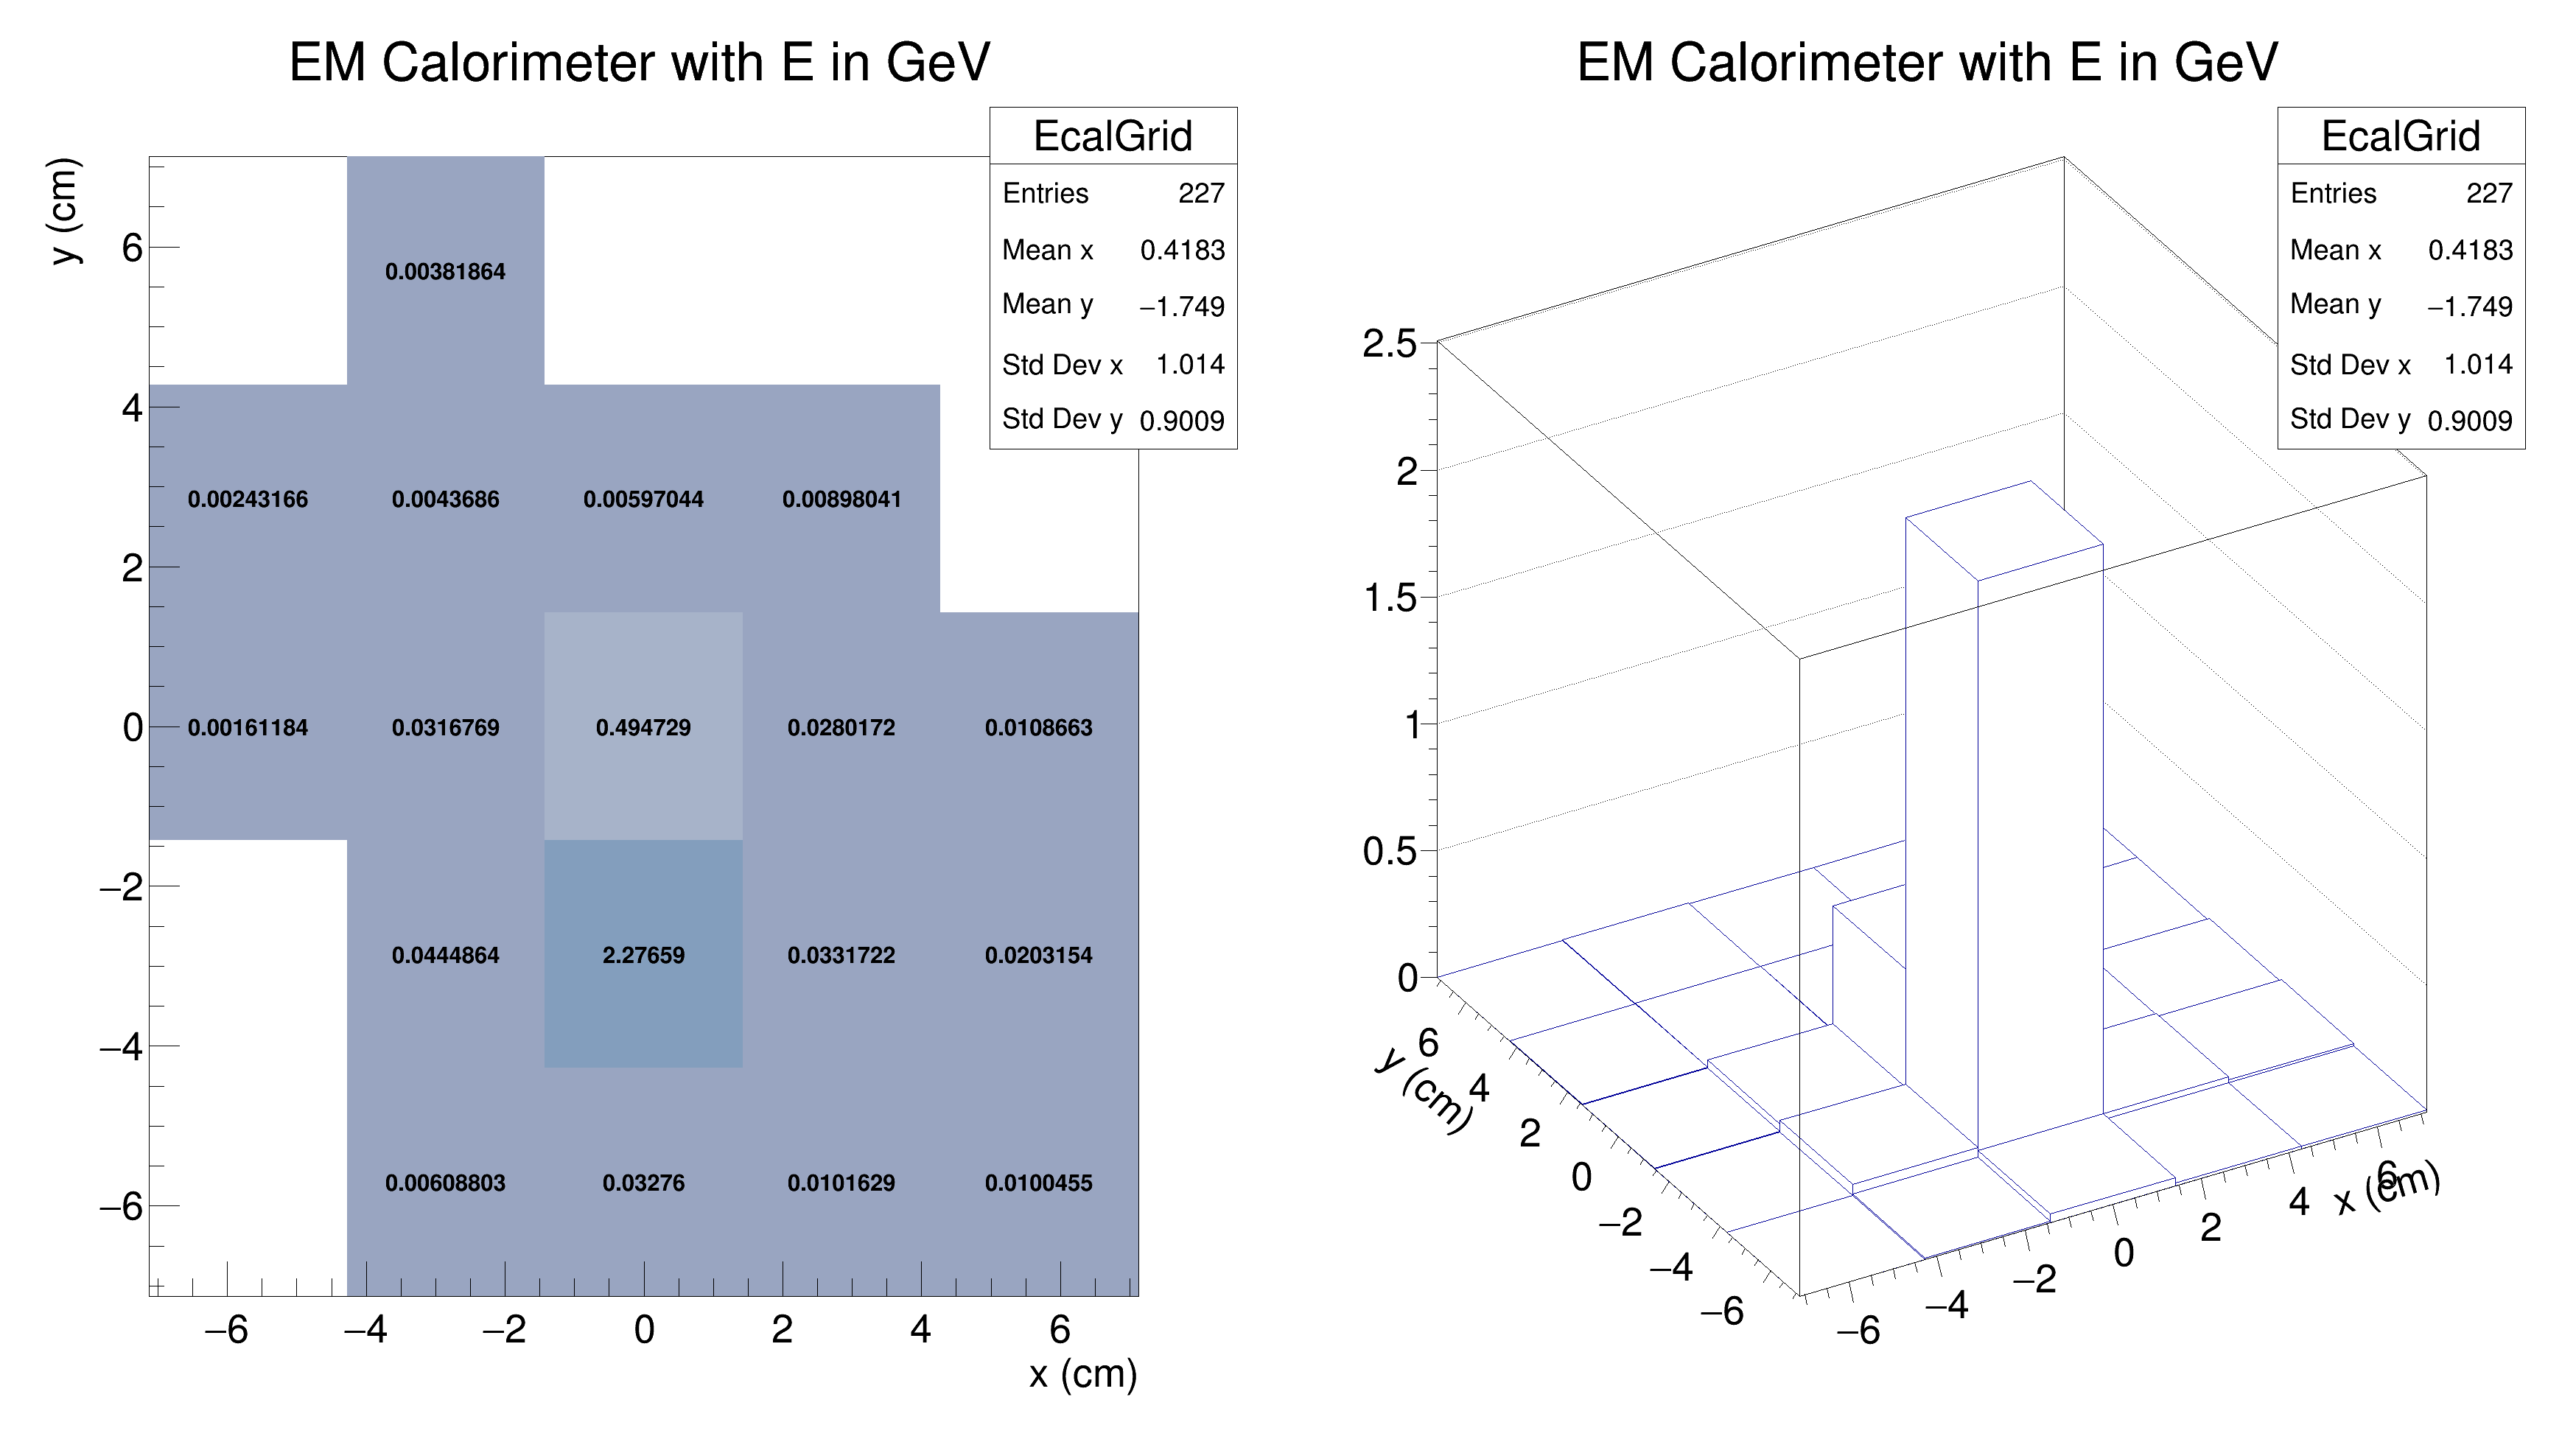 EM Calorimeter with E in GeV
EcalGrid
Entries 227
Mean x 0.4183
Mean y −1.749
Std Dev x 1.014
Std Dev y 0.9009
y (cm)
6
4
2
0
−2
−4
−6
0.00381864
0.00243166 0.0043686 0.00597044 0.00898041
0.00161184 0.0316769 0.494729 0.0280172 0.0108663
0.0444864 2.27659 0.0331722 0.0203154
0.00608803 0.03276 0.0101629 0.0100455
−6 −4 −2 0 2 4 6
x (cm)
EM Calorimeter with E in GeV
EcalGrid
Entries 227
Mean x 0.4183
Mean y −1.749
Std Dev x 1.014
Std Dev y 0.9009
2.5
2
1.5
1
0.5
0
6
4
2
0
−2
−4
−6
y (cm)
−6
−4
−2
0
2
4
6
x (cm)